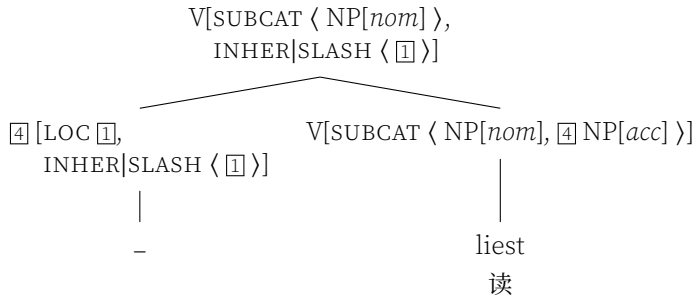 V[SUBCAT ⟨ NP[nom] ⟩,
INHER|SLASH ⟨ 1 ⟩]
4 [LOC 1,
INHER|SLASH ⟨ 1 ⟩]
V[SUBCAT ⟨ NP[nom], 4 NP[acc] ⟩]
–
liest
读